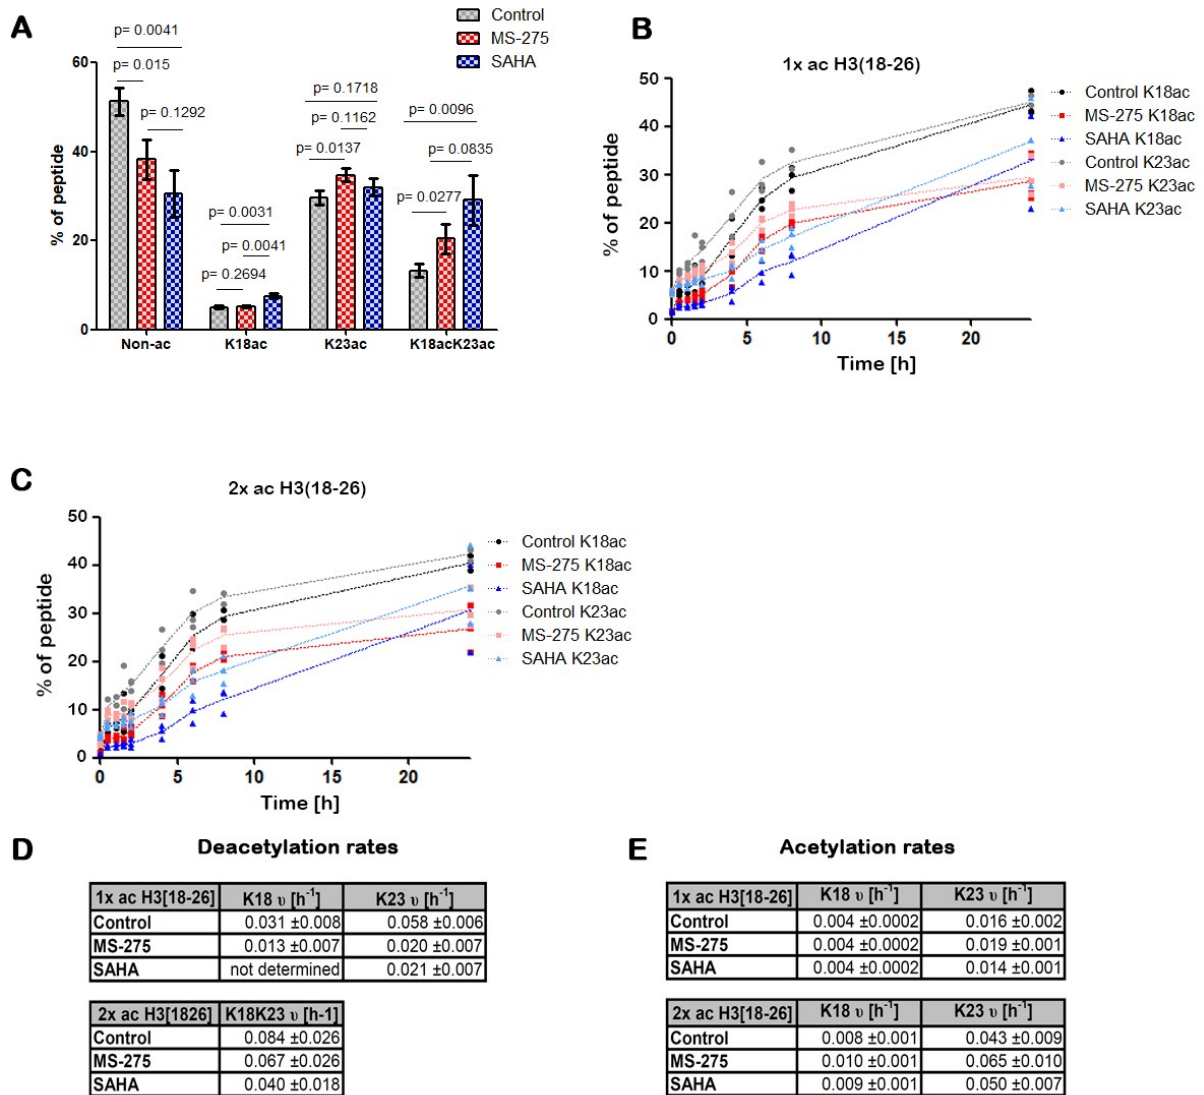 A
Control
MS-275
SAHA
p= 0.0041
p= 0.015
p= 0.1292
p= 0.1718
p= 0.1162
p= 0.0137
p= 0.0096
p= 0.0835
p= 0.0277
p= 0.0031
p= 0.0041
p= 0.2694
% of peptide
60
40
20
0
Non-ac K18ac K23ac K18acK23ac
B
1x ac H3(18-26)
% of peptide
50
40
30
20
10
0
0 5 10 15 20
Time [h]
Control K18ac
MS-275 K18ac
SAHA K18ac
Control K23ac
MS-275 K23ac
SAHA K23ac
C
2x ac H3(18-26)
% of peptide
50
40
30
20
10
0
0 5 10 15 20
Time [h]
Control K18ac
MS-275 K18ac
SAHA K18ac
Control K23ac
MS-275 K23ac
SAHA K23ac
D
Deacetylation rates
1x ac H3[18-26] K18 υ [h⁻¹] K23 υ [h⁻¹]
Control 0.031 ±0.008 0.058 ±0.006
MS-275 0.013 ±0.007 0.020 ±0.007
SAHA not determined 0.021 ±0.007
2x ac H3[1826] K18K23 υ [h-1]
Control 0.084 ±0.026
MS-275 0.067 ±0.026
SAHA 0.040 ±0.018
E
Acetylation rates
1x ac H3[18-26] K18 υ [h⁻¹] K23 υ [h⁻¹]
Control 0.004 ±0.0002 0.016 ±0.002
MS-275 0.004 ±0.0002 0.019 ±0.001
SAHA 0.004 ±0.0002 0.014 ±0.001
2x ac H3[18-26] K18 υ [h⁻¹] K23 υ [h⁻¹]
Control 0.008 ±0.001 0.043 ±0.009
MS-275 0.010 ±0.001 0.065 ±0.010
SAHA 0.009 ±0.001 0.050 ±0.007